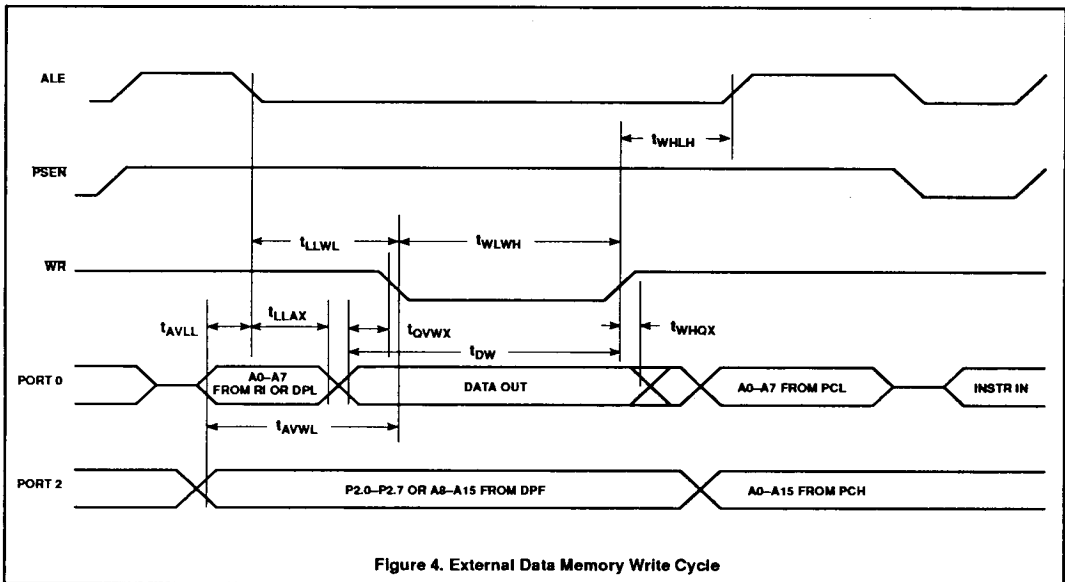 ALE
tWHLH
PSEN
tLLWL
tWLWH
WR
tAVLL
tLLAX
tQVWX
tWHQX
tDW
PORT 0
A0–A7
FROM RI OR DPL
DATA OUT
A0–A7 FROM PCL
INSTR IN
tAVWL
PORT 2
P2.0–P2.7 OR A8–A15 FROM DPF
A0–A15 FROM PCH
Figure 4. External Data Memory Write Cycle